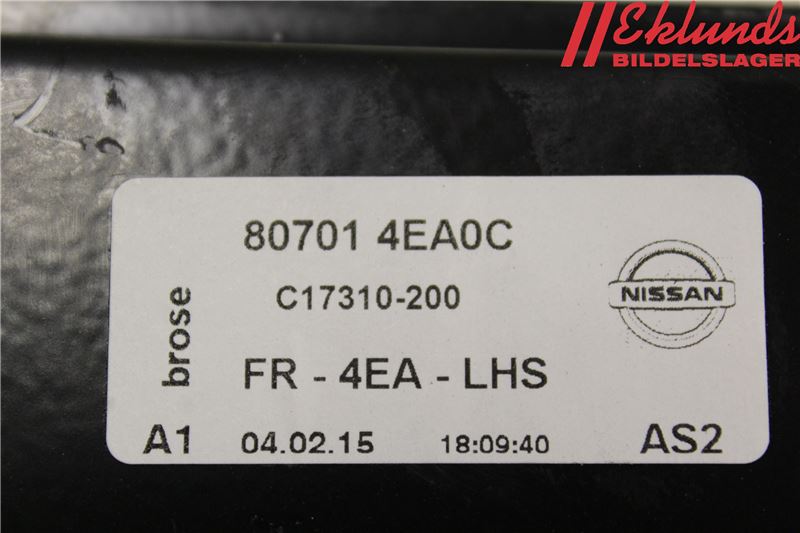 Eklunds
BILDELSLAGER
80701 4EA0C
C17310-200
NISSAN
brose
FR - 4EA - LHS
A1 04.02.15 18:09:40 AS2